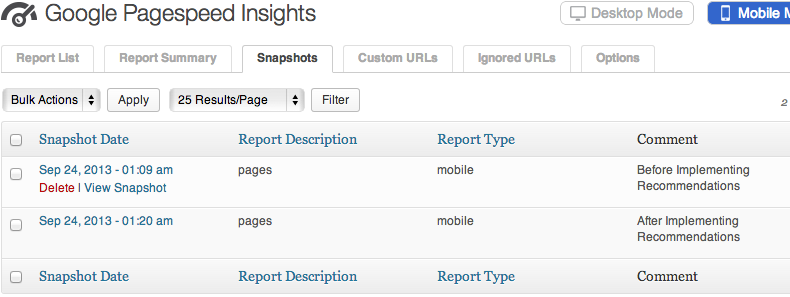 Google Pagespeed Insights
Desktop Mode
Mobile M
Report List
Report Summary
Snapshots
Custom URLs
Ignored URLs
Options
Bulk Actions
Apply
25 Results/Page
Filter
2
Snapshot Date Report Description Report Type Comment
Sep 24, 2013 - 01:09 am pages mobile Before Implementing
Delete | View Snapshot Recommendations
Sep 24, 2013 - 01:20 am pages mobile After Implementing
Recommendations
Snapshot Date Report Description Report Type Comment